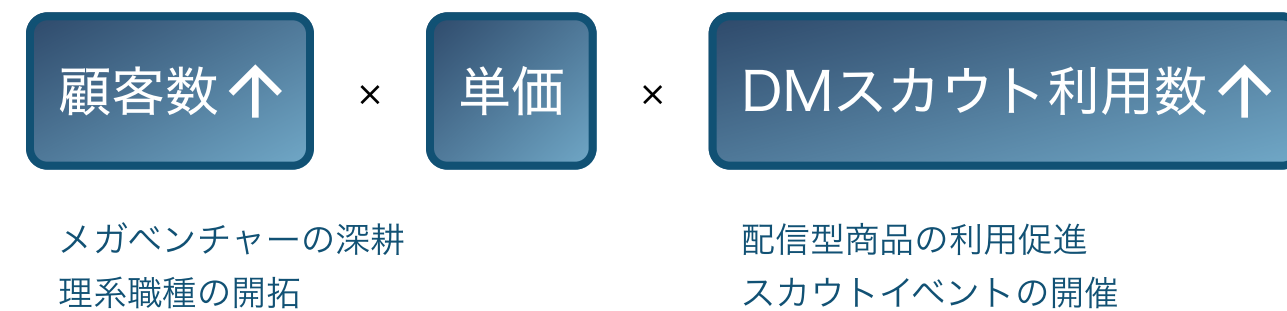 顧客数↑ × 単価 × DMスカウト利用数↑
メガベンチャーの深耕
理系職種の開拓
配信型商品の利用促進
スカウトイベントの開催